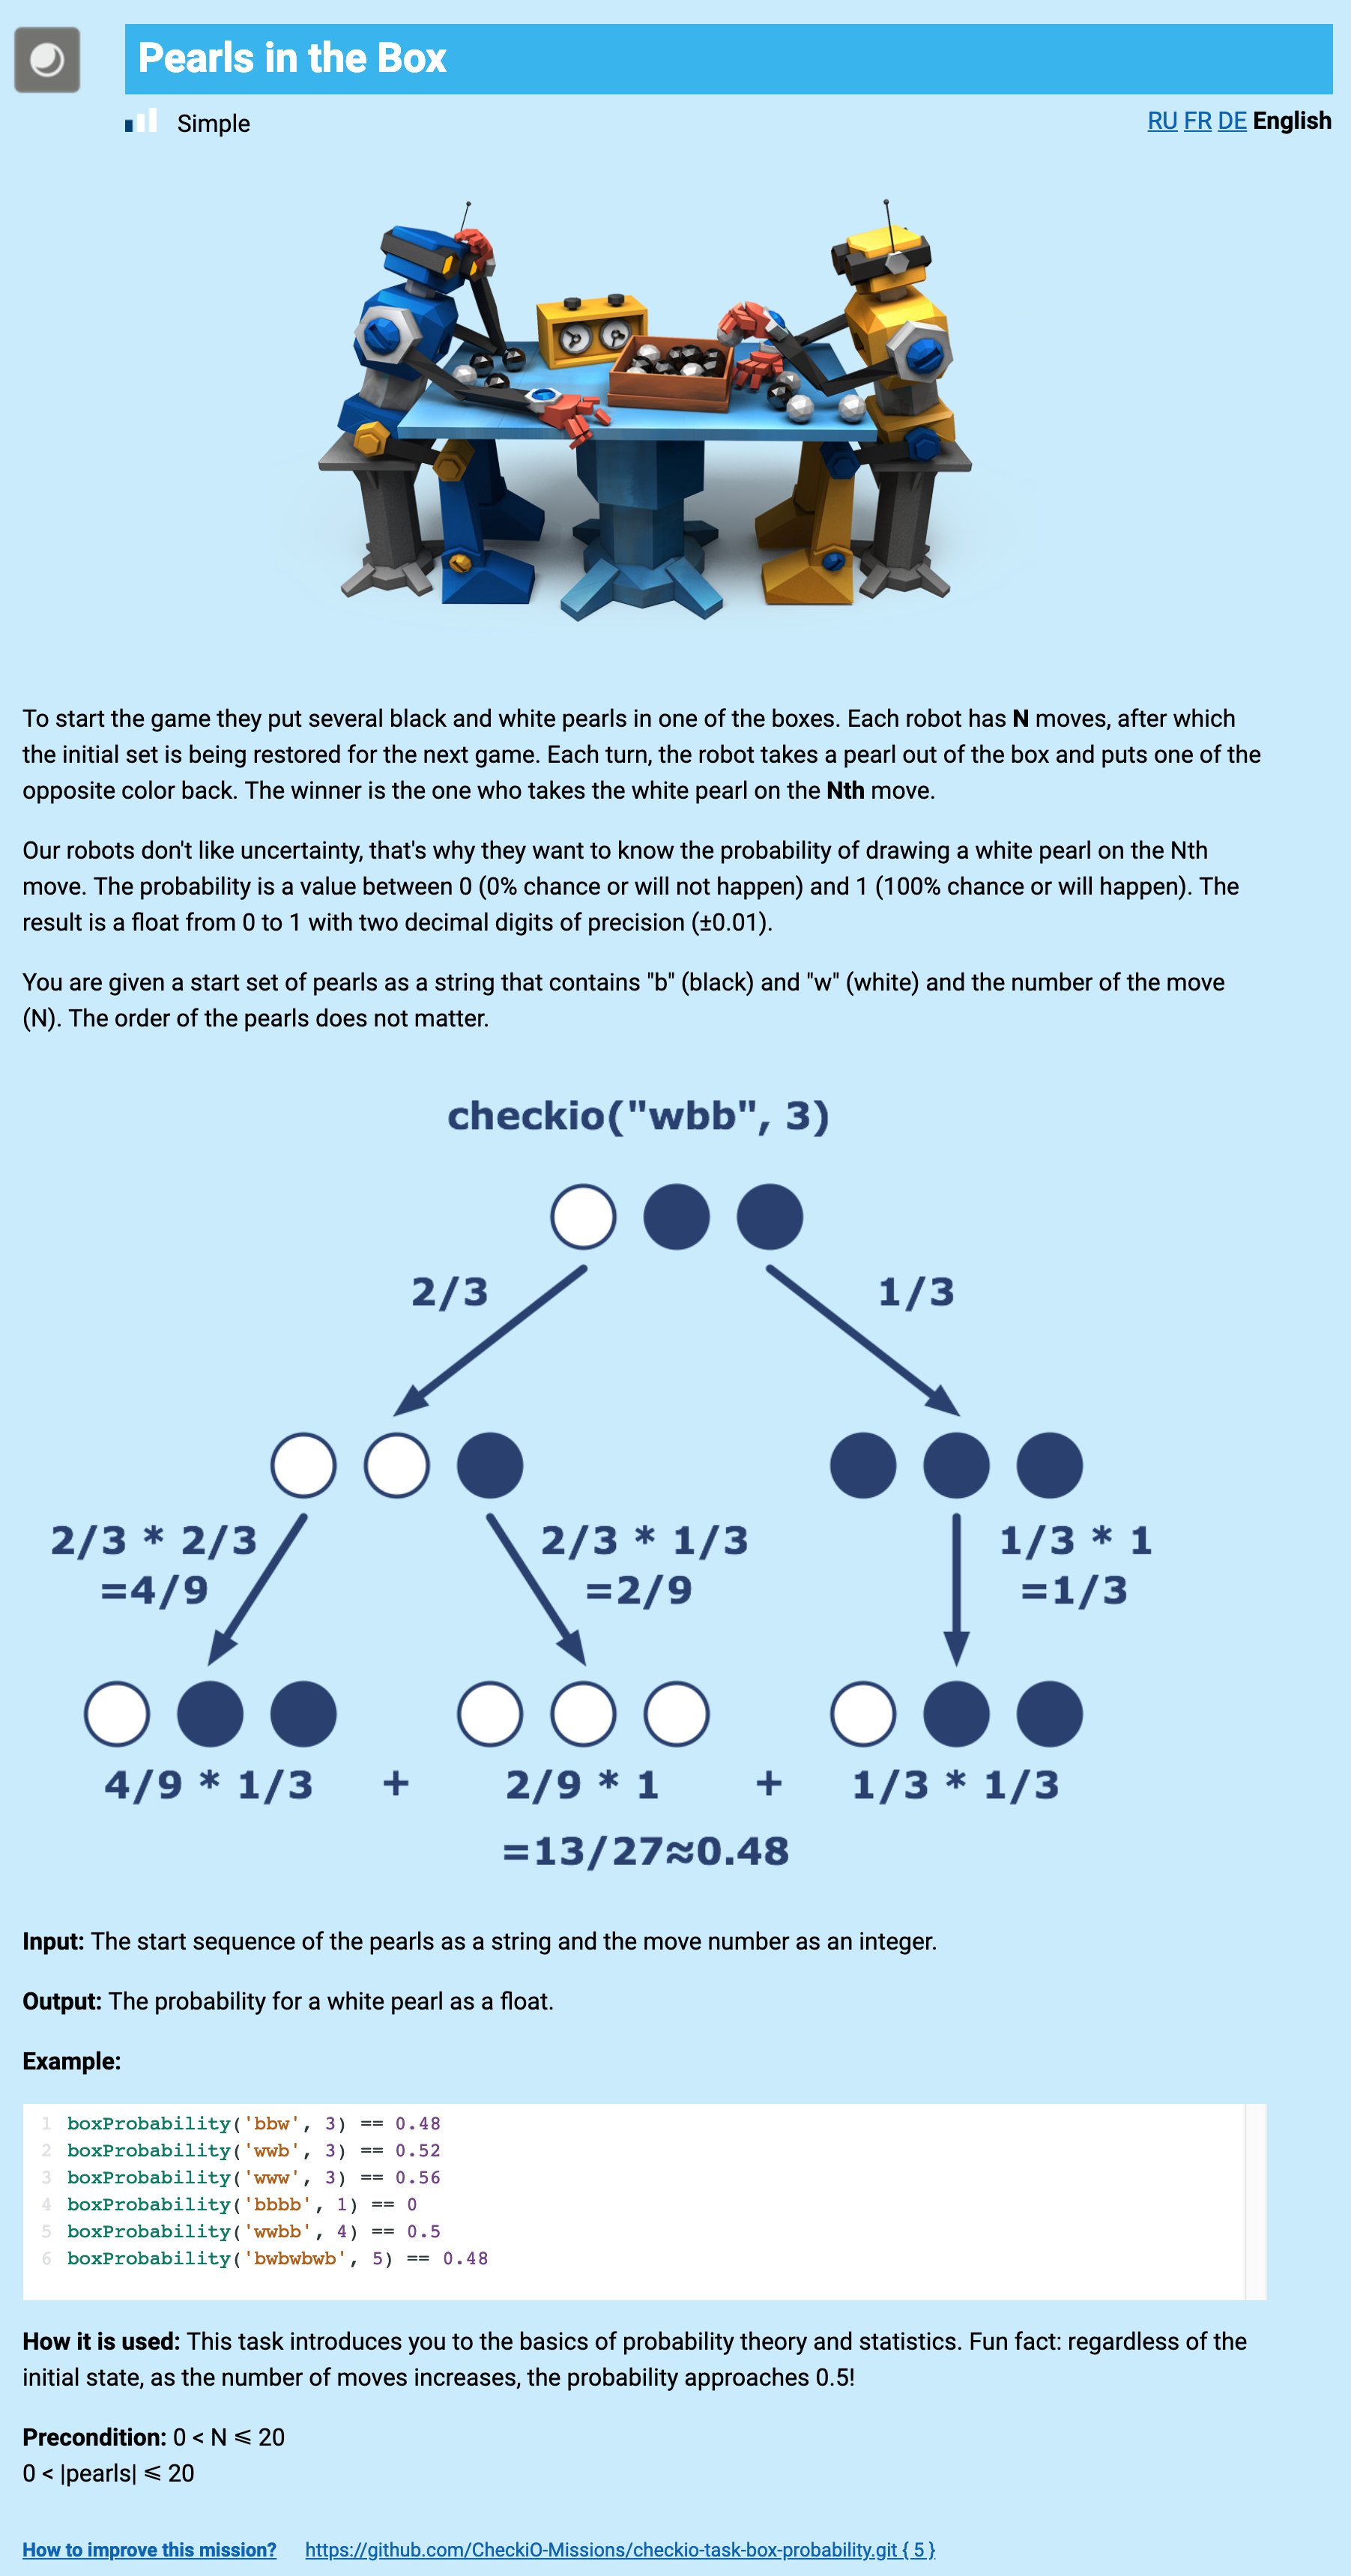 Pearls in the Box
Simple
RU FR DE English
To start the game they put several black and white pearls in one of the boxes. Each robot has N moves, after which
the initial set is being restored for the next game. Each turn, the robot takes a pearl out of the box and puts one of the
opposite color back. The winner is the one who takes the white pearl on the Nth move.
Our robots don't like uncertainty, that's why they want to know the probability of drawing a white pearl on the Nth
move. The probability is a value between 0 (0% chance or will not happen) and 1 (100% chance or will happen). The
result is a float from 0 to 1 with two decimal digits of precision (±0.01).
You are given a start set of pearls as a string that contains "b" (black) and "w" (white) and the number of the move
(N). The order of the pearls does not matter.
checkio("wbb", 3)
2/3 1/3
2/3 * 2/3 2/3 * 1/3 1/3 * 1
=4/9 =2/9 =1/3
4/9 * 1/3 + 2/9 * 1 + 1/3 * 1/3
=13/27≈0.48
Input: The start sequence of the pearls as a string and the move number as an integer.
Output: The probability for a white pearl as a float.
Example:
1 boxProbability('bbw', 3) == 0.48
2 boxProbability('wwb', 3) == 0.52
3 boxProbability('www', 3) == 0.56
4 boxProbability('bbbb', 1) == 0
5 boxProbability('wwbb', 4) == 0.5
6 boxProbability('bwbwbwb', 5) == 0.48
How it is used: This task introduces you to the basics of probability theory and statistics. Fun fact: regardless of the
initial state, as the number of moves increases, the probability approaches 0.5!
Precondition: 0 < N ⩽ 20
0 < |pearls| ⩽ 20
How to improve this mission? https://github.com/CheckiO-Missions/checkio-task-box-probability.git { 5 }